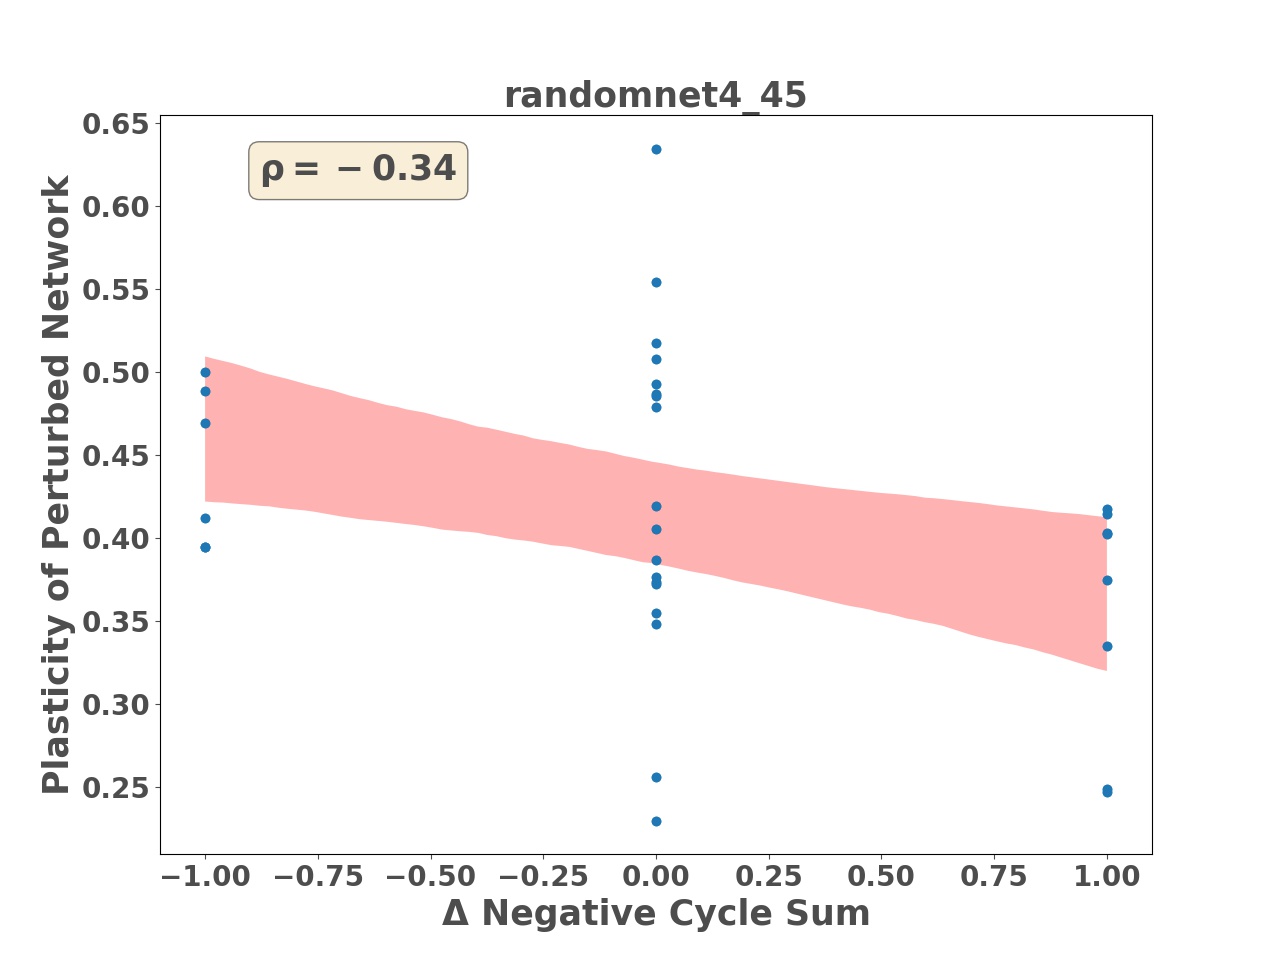 randomnet4_45
ρ = − 0.34
Plasticity of Perturbed Network
0.65
0.60
0.55
0.50
0.45
0.40
0.35
0.30
0.25
−1.00 −0.75 −0.50 −0.25 0.00 0.25 0.50 0.75 1.00
Δ Negative Cycle Sum